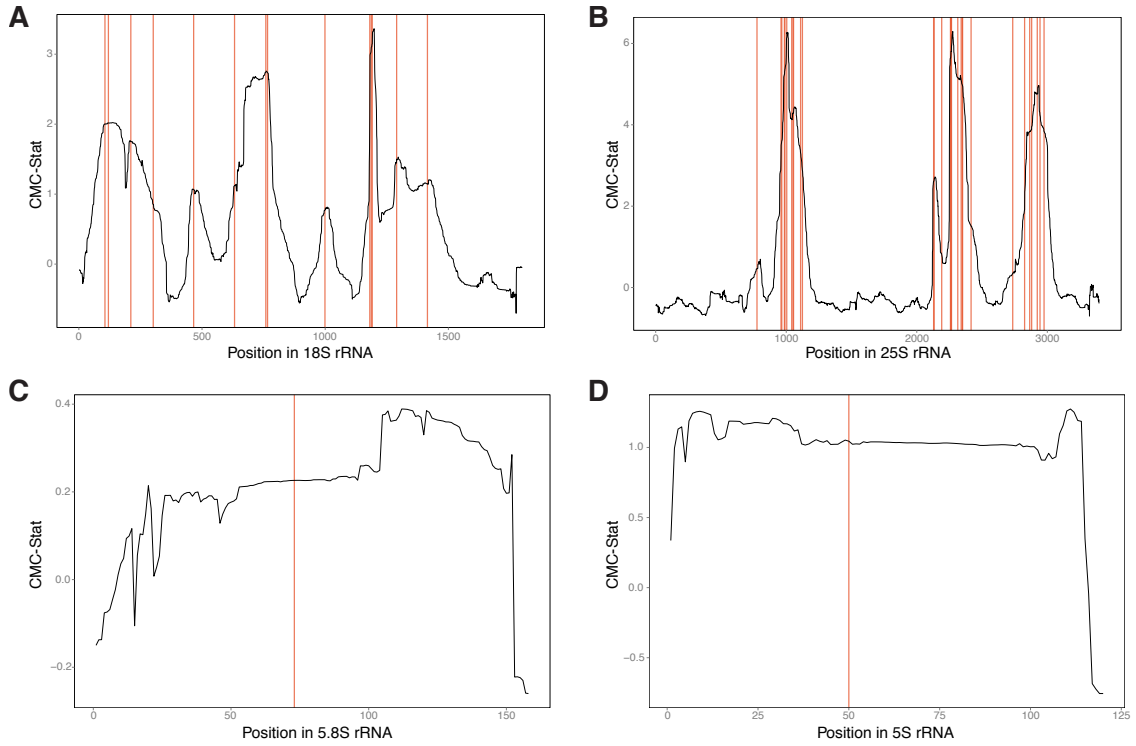 A
CMC-Stat
3
2
1
0
0
500
1000
1500
Position in 18S rRNA
B
CMC-Stat
6
4
2
0
0
1000
2000
3000
Position in 25S rRNA
C
CMC-Stat
0.4
0.2
0.0
−0.2
0
50
100
150
Position in 5.8S rRNA
D
CMC-Stat
1.0
0.5
0.0
−0.5
0
25
50
75
100
125
Position in 5S rRNA